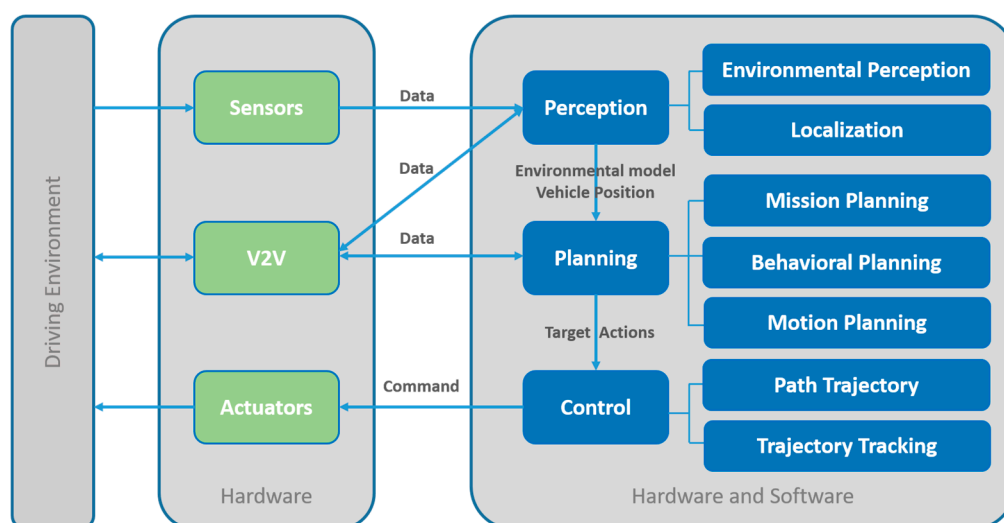 Driving Environment
Sensors
V2V
Actuators
Hardware
Data
Data
Data
Command
Perception
Environmental model
Vehicle Position
Planning
Target Actions
Control
Environmental Perception
Localization
Mission Planning
Behavioral Planning
Motion Planning
Path Trajectory
Trajectory Tracking
Hardware and Software